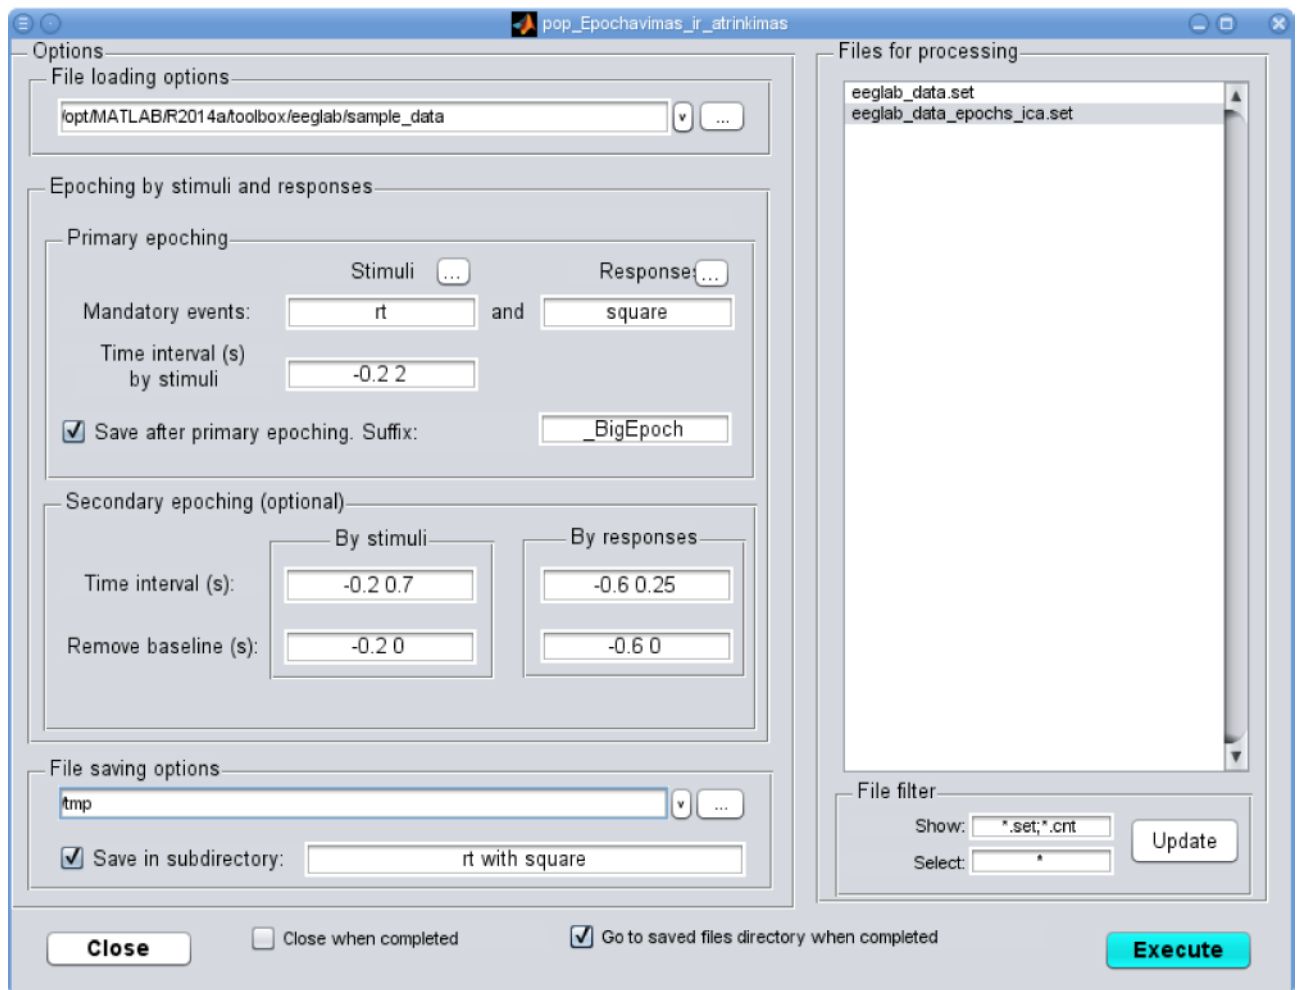 pop_Epochavimas_ir_atrinkimas
Options
File loading options
/opt/MATLAB/R2014a/toolbox/eeglab/sample_data
v
...
Epoching by stimuli and responses
Primary epoching
Stimuli ... Responses ...
Mandatory events: rt and square
Time interval (s)
by stimuli
-0.2 2
Save after primary epoching. Suffix: _BigEpoch
Secondary epoching (optional)
By stimuli By responses
Time interval (s): -0.2 0.7 -0.6 0.25
Remove baseline (s): -0.2 0 -0.6 0
File saving options
/tmp v ...
Save in subdirectory: rt with square
Files for processing
eeglab_data.set
eeglab_data_epochs_ica.set
File filter
Show: *.set;*.cnt
Select: *
Update
Close
Close when completed
Go to saved files directory when completed
Execute